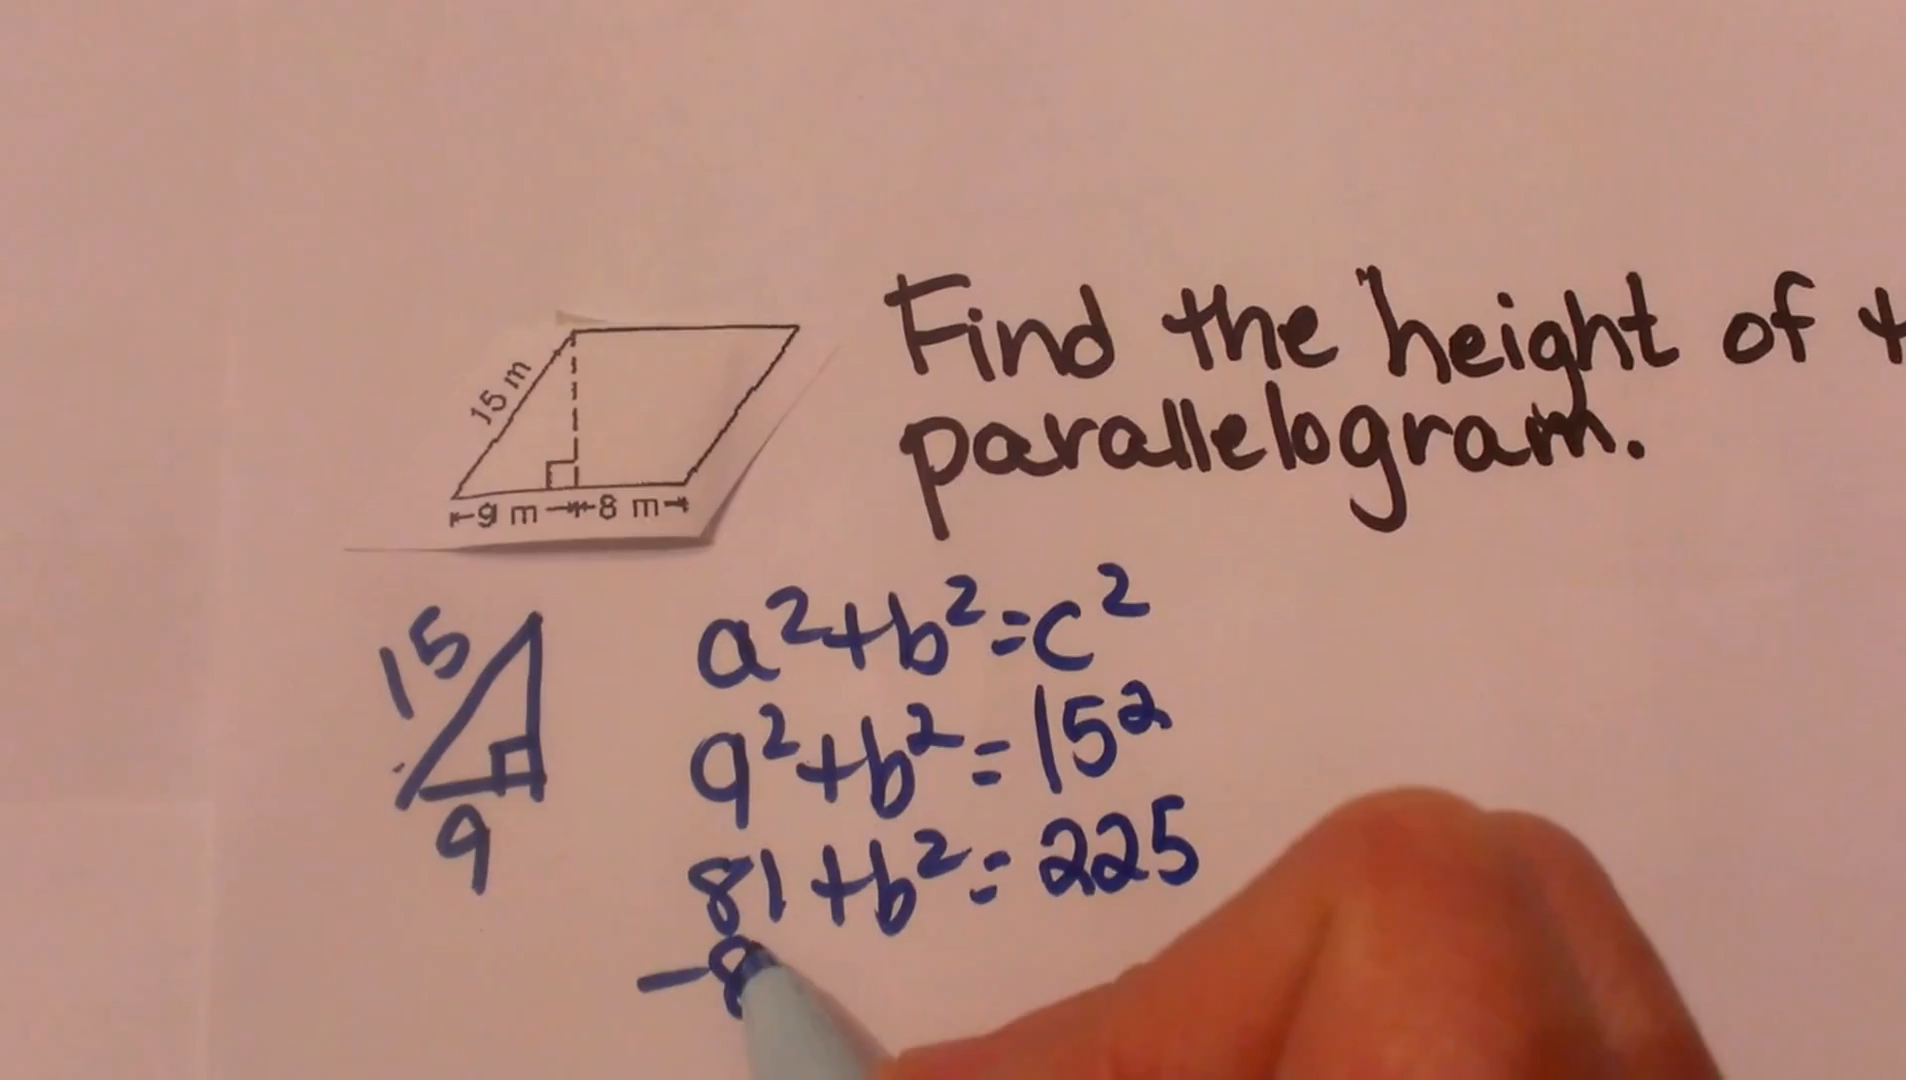 Find the height of
parallelogram.
15 m
9 m 8 m
15
9
a²+b²=c²
9²+b²=15²
81+b²=225
-8